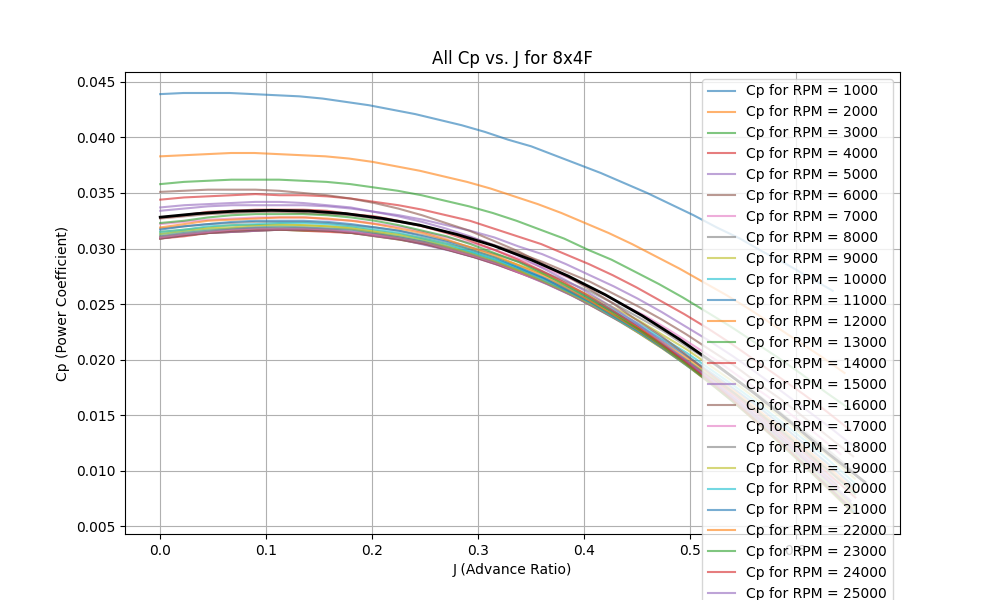 All Cp vs. J for 8x4F
Cp (Power Coefficient)
0.045
0.040
0.035
0.030
0.025
0.020
0.015
0.010
0.005
0.0 0.1 0.2 0.3 0.4 0.5
J (Advance Ratio)
Cp for RPM = 1000
Cp for RPM = 2000
Cp for RPM = 3000
Cp for RPM = 4000
Cp for RPM = 5000
Cp for RPM = 6000
Cp for RPM = 7000
Cp for RPM = 8000
Cp for RPM = 9000
Cp for RPM = 10000
Cp for RPM = 11000
Cp for RPM = 12000
Cp for RPM = 13000
Cp for RPM = 14000
Cp for RPM = 15000
Cp for RPM = 16000
Cp for RPM = 17000
Cp for RPM = 18000
Cp for RPM = 19000
Cp for RPM = 20000
Cp for RPM = 21000
Cp for RPM = 22000
Cp for RPM = 23000
Cp for RPM = 24000
Cp for RPM = 25000